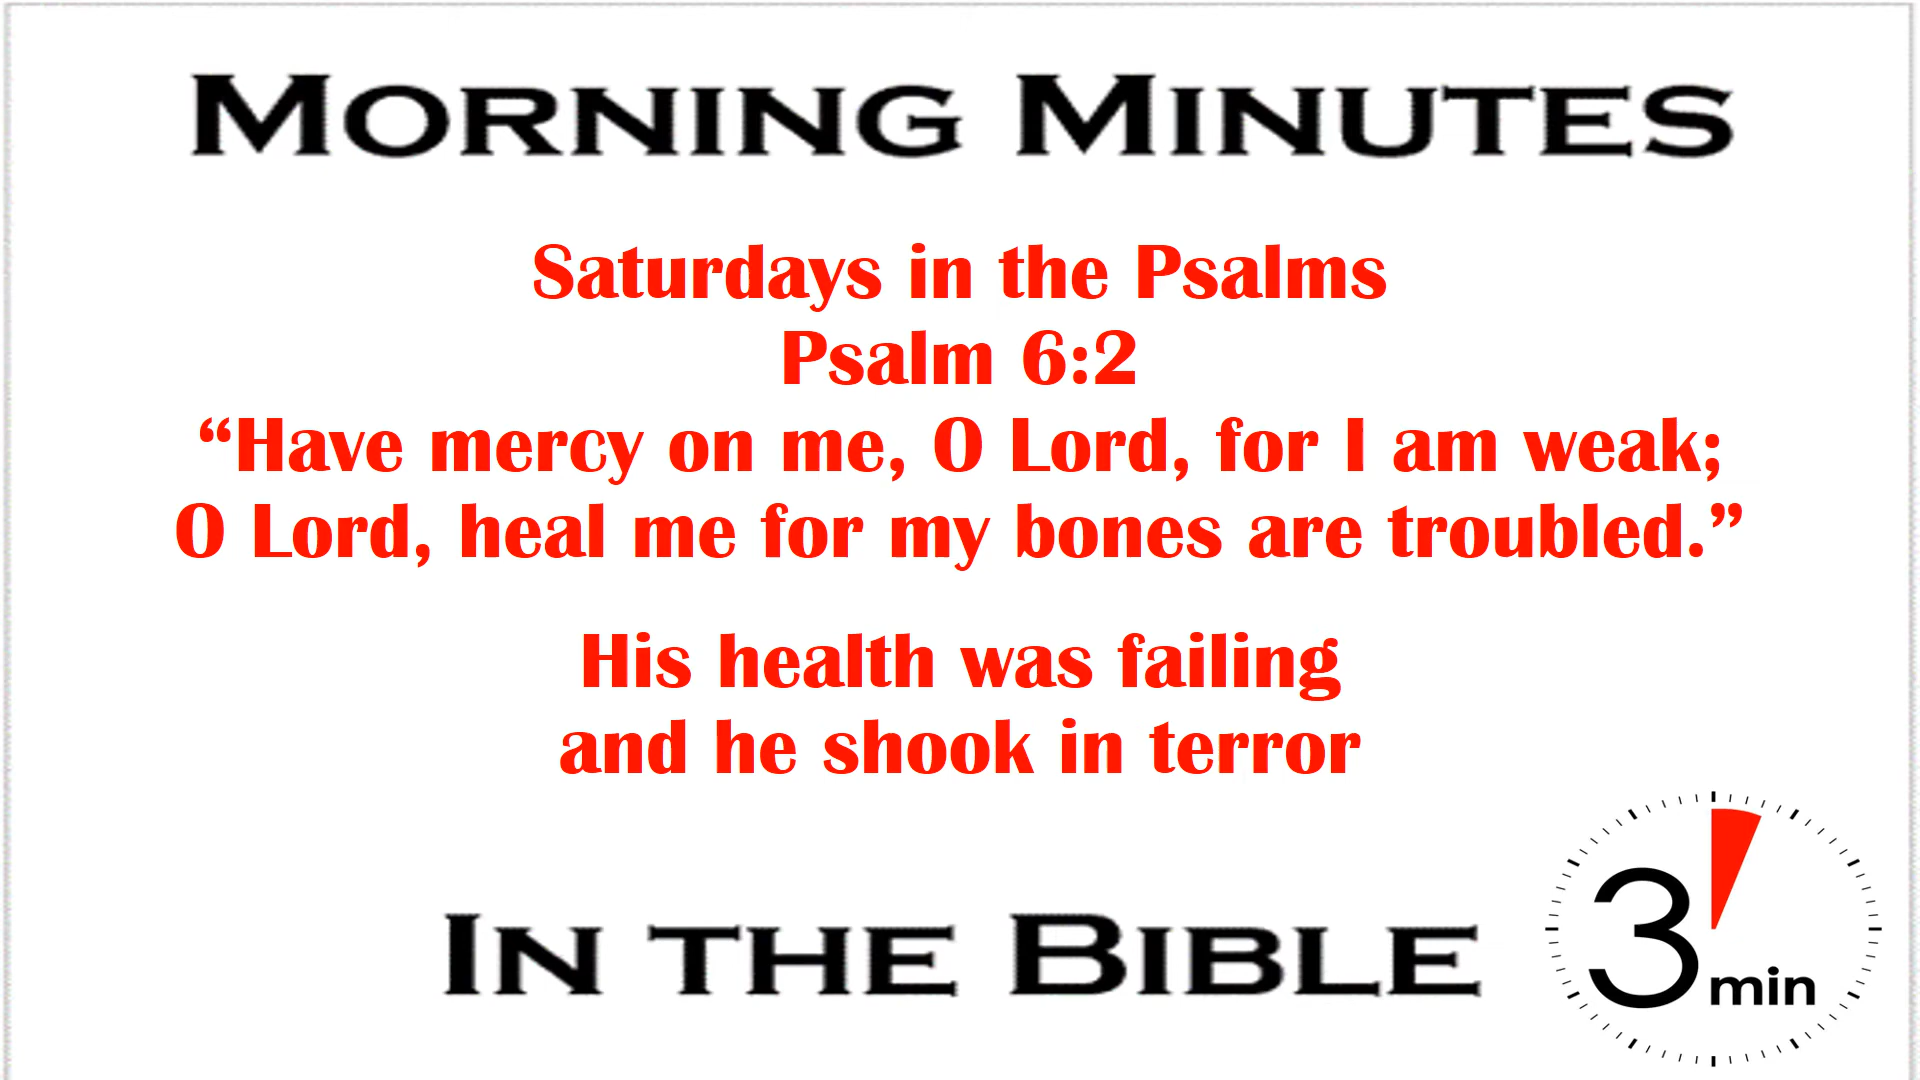 MORNING MINUTES
Saturdays in the Psalms
Psalm 6:2
“Have mercy on me, O Lord, for I am weak;
O Lord, heal me for my bones are troubled.”
His health was failing
and he shook in terror
IN THE BIBLE
3 min